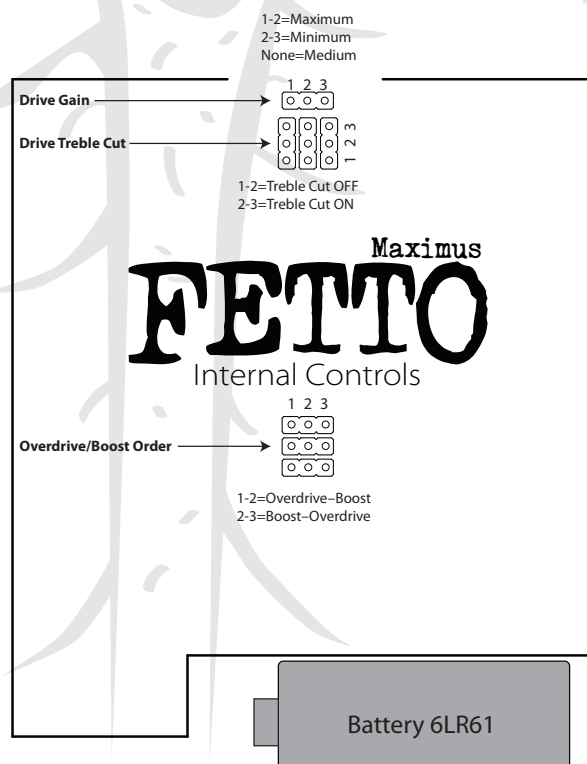 1-2=Maximum
2-3=Minimum
None=Medium
1 2 3
Drive Gain
Drive Treble Cut
1 2 3
1-2=Treble Cut OFF
2-3=Treble Cut ON
Maximus
FETTO
Internal Controls
1 2 3
Overdrive/Boost Order
1-2=Overdrive–Boost
2-3=Boost–Overdrive
Battery 6LR61